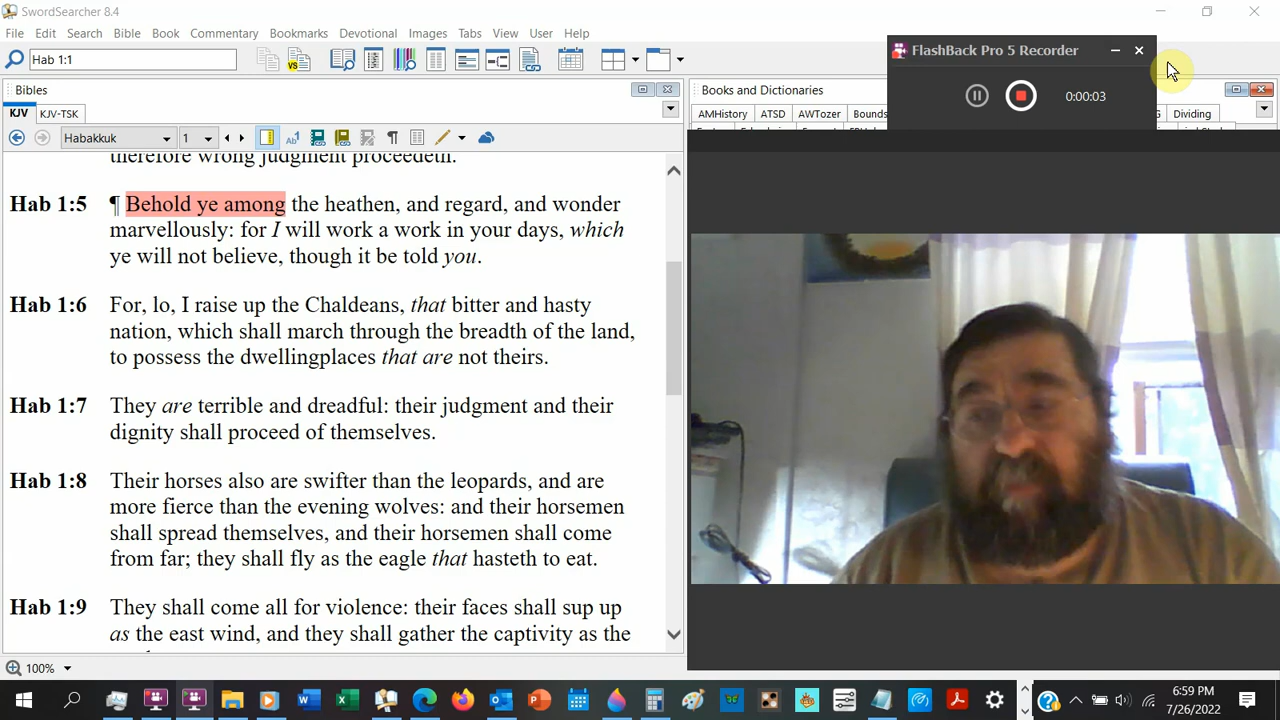 SwordSearcher 8.4
File Edit Search Bible Book Commentary Bookmarks Devotional Images Tabs View User Help
Hab 1:1
FlashBack Pro 5 Recorder
0:00:03
Bibles
Books and Dictionaries
KJV KJV-TSK
AMHistory ATSD AWTozer Bounds
Dividing
Habakkuk 1
therefore wrong judgment proceedeth.
Hab 1:5 ¶ Behold ye among the heathen, and regard, and wonder
marvellously: for I will work a work in your days, which
ye will not believe, though it be told you.
Hab 1:6 For, lo, I raise up the Chaldeans, that bitter and hasty
nation, which shall march through the breadth of the land,
to possess the dwellingplaces that are not theirs.
Hab 1:7 They are terrible and dreadful: their judgment and their
dignity shall proceed of themselves.
Hab 1:8 Their horses also are swifter than the leopards, and are
more fierce than the evening wolves: and their horsemen
shall spread themselves, and their horsemen shall come
from far; they shall fly as the eagle that hasteth to eat.
Hab 1:9 They shall come all for violence: their faces shall sup up
as the east wind, and they shall gather the captivity as the
100%
6:59 PM
7/26/2022